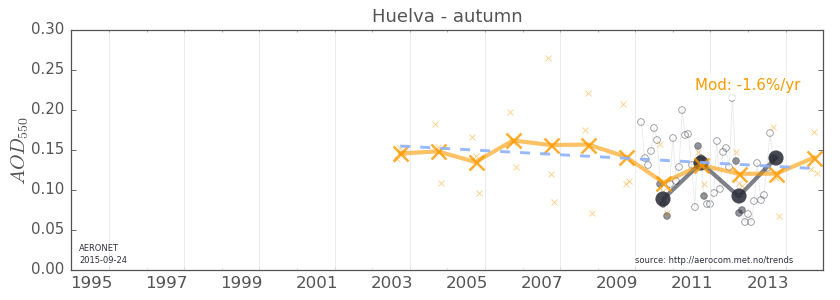 Huelva - autumn
0.30
0.25
0.20
0.15
0.10
0.05
0.00
AOD550
Mod: -1.6%/yr
AERONET
2015-09-24
source: http://aerocom.met.no/trends
1995 1997 1999 2001 2003 2005 2007 2009 2011 2013